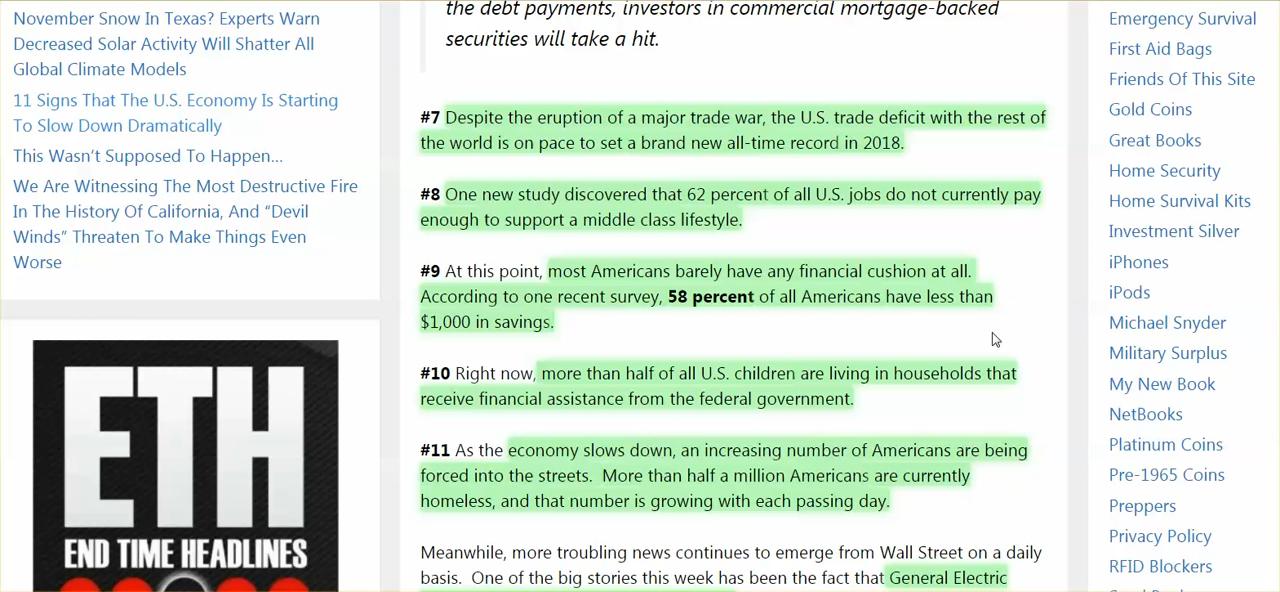 November Snow In Texas? Experts Warn
Decreased Solar Activity Will Shatter All
Global Climate Models
11 Signs That The U.S. Economy Is Starting
To Slow Down Dramatically
This Wasn’t Supposed To Happen…
We Are Witnessing The Most Destructive Fire
In The History Of California, And “Devil
Winds” Threaten To Make Things Even
Worse
ETH
END TIME HEADLINES
the debt payments, investors in commercial mortgage-backed
securities will take a hit.
#7 Despite the eruption of a major trade war, the U.S. trade deficit with the rest of
the world is on pace to set a brand new all-time record in 2018.
#8 One new study discovered that 62 percent of all U.S. jobs do not currently pay
enough to support a middle class lifestyle.
#9 At this point, most Americans barely have any financial cushion at all.
According to one recent survey, 58 percent of all Americans have less than
$1,000 in savings.
#10 Right now, more than half of all U.S. children are living in households that
receive financial assistance from the federal government.
#11 As the economy slows down, an increasing number of Americans are being
forced into the streets.  More than half a million Americans are currently
homeless, and that number is growing with each passing day.
Meanwhile, more troubling news continues to emerge from Wall Street on a daily
basis.  One of the big stories this week has been the fact that General Electric
Emergency Survival
First Aid Bags
Friends Of This Site
Gold Coins
Great Books
Home Security
Home Survival Kits
Investment Silver
iPhones
iPods
Michael Snyder
Military Surplus
My New Book
NetBooks
Platinum Coins
Pre-1965 Coins
Preppers
Privacy Policy
RFID Blockers